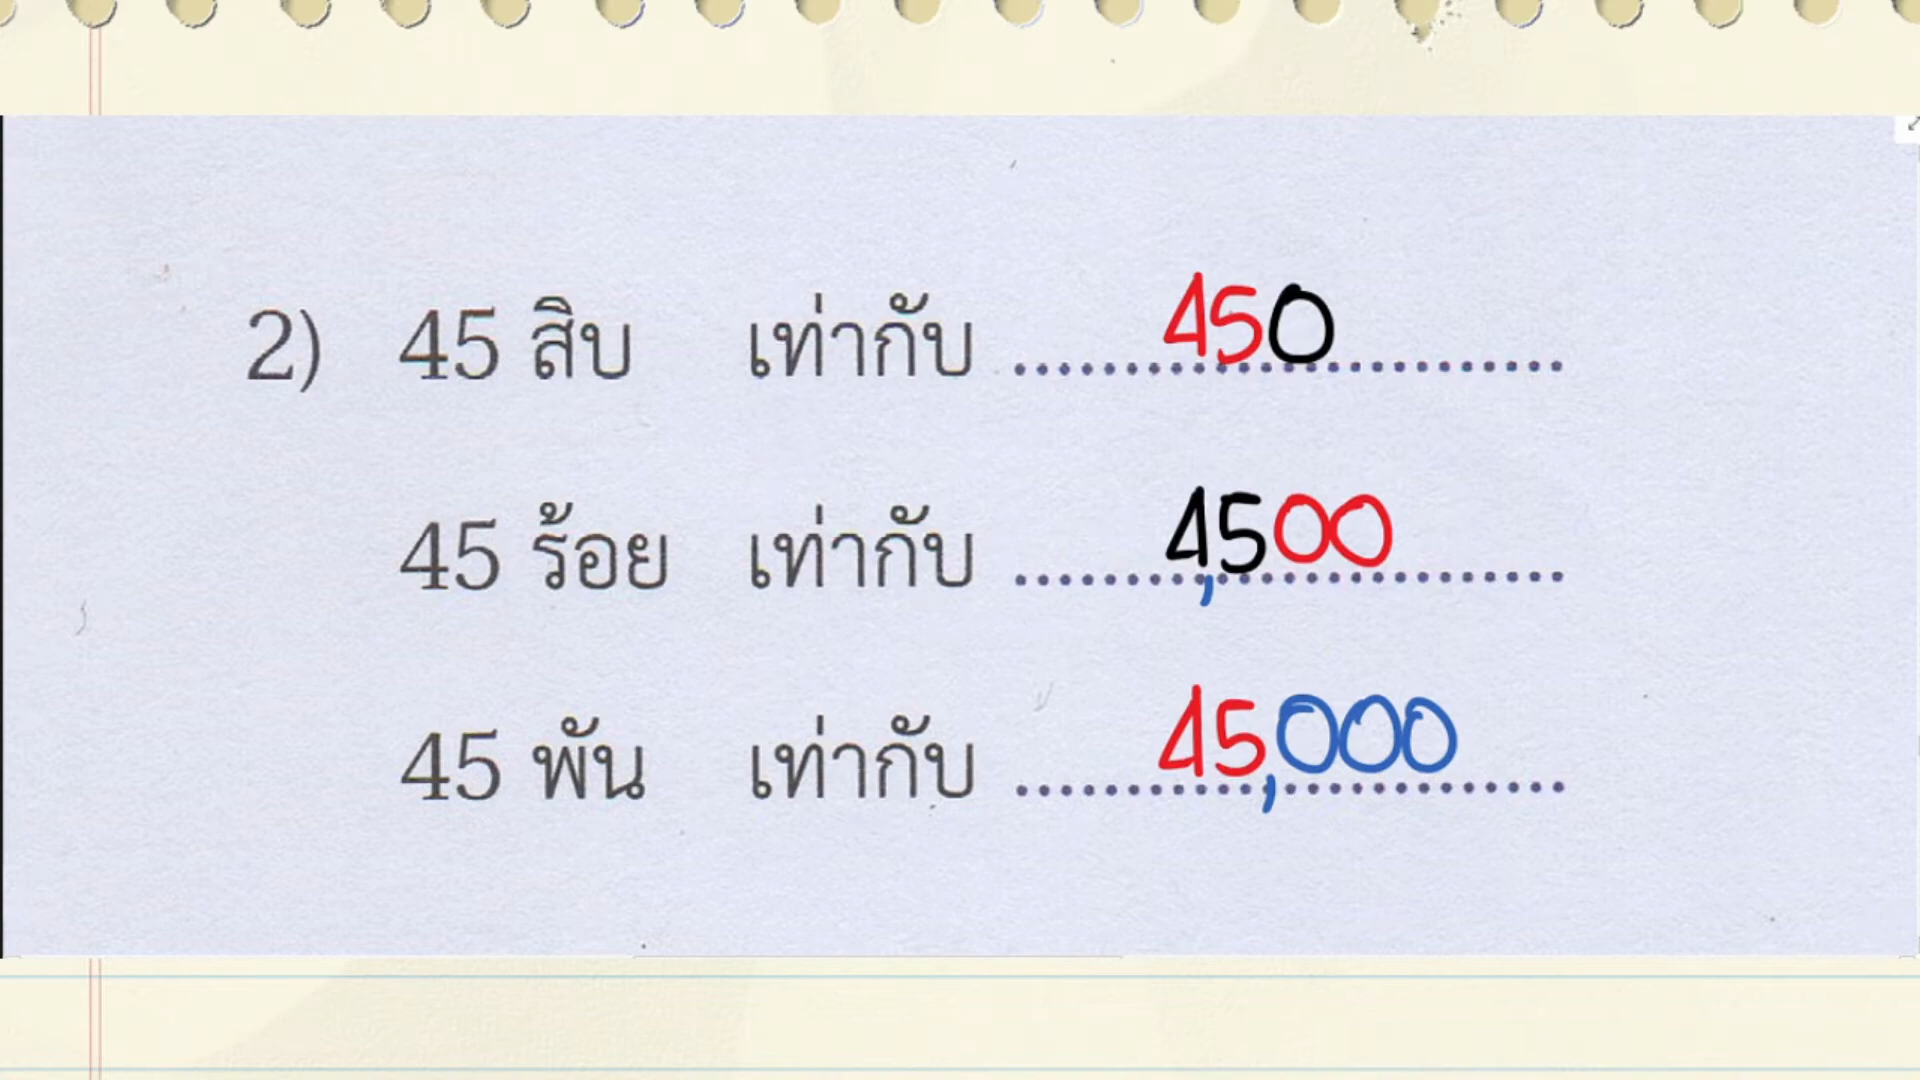 2) 45 สิบ เท่ากับ ........................ 450
45 ร้อย เท่ากับ ........................ 4,500
45 พัน เท่ากับ ........................ 45,000